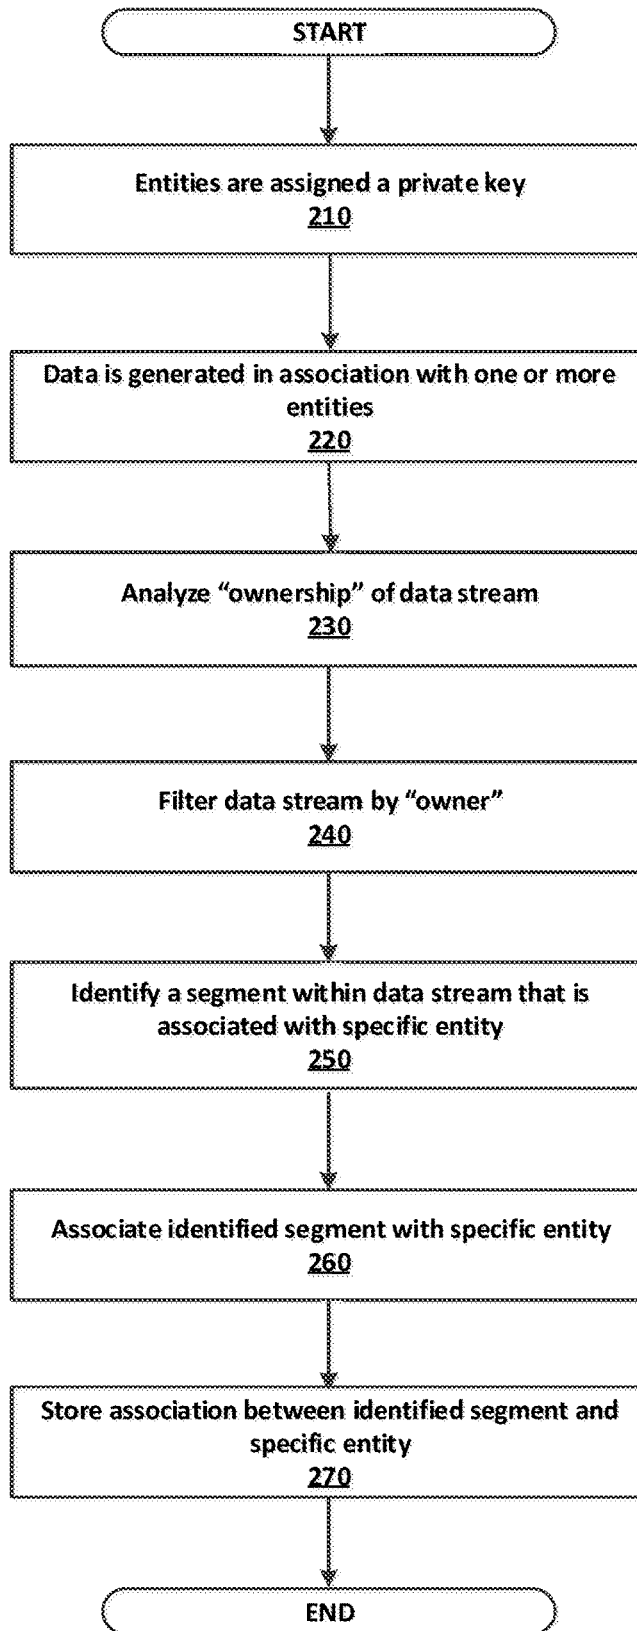 START
Entities are assigned a private key
210
Data is generated in association with one or more
entities
220
Analyze “ownership” of data stream
230
Filter data stream by “owner”
240
Identify a segment within data stream that is
associated with specific entity
250
Associate identified segment with specific entity
260
Store association between identified segment and
specific entity
270
END